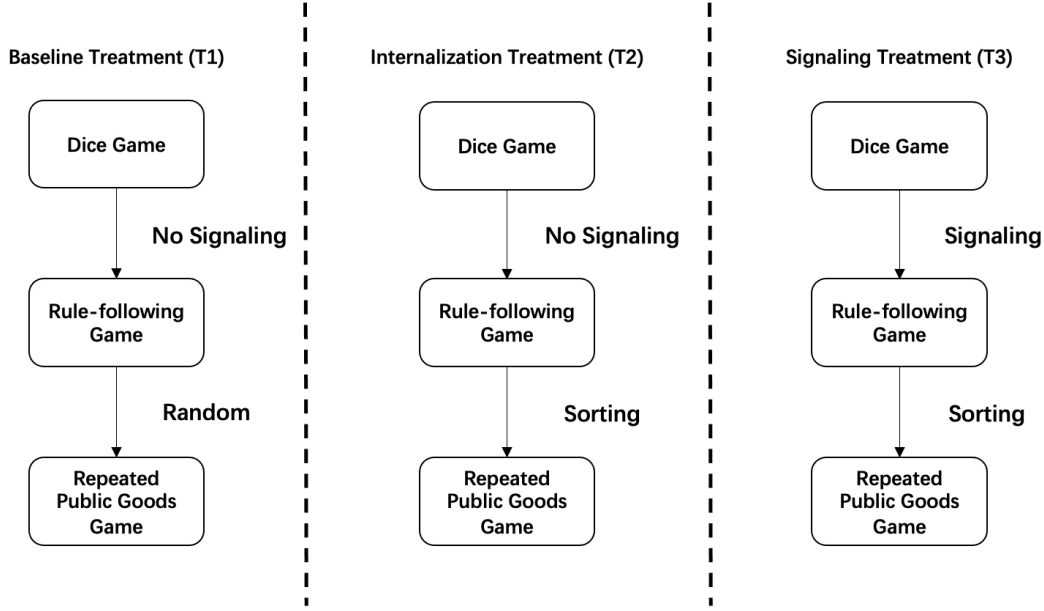 Baseline Treatment (T1)
Dice Game
No Signaling
Rule-following
Game
Random
Repeated
Public Goods
Game
Internalization Treatment (T2)
Dice Game
No Signaling
Rule-following
Game
Sorting
Repeated
Public Goods
Game
Signaling Treatment (T3)
Dice Game
Signaling
Rule-following
Game
Sorting
Repeated
Public Goods
Game